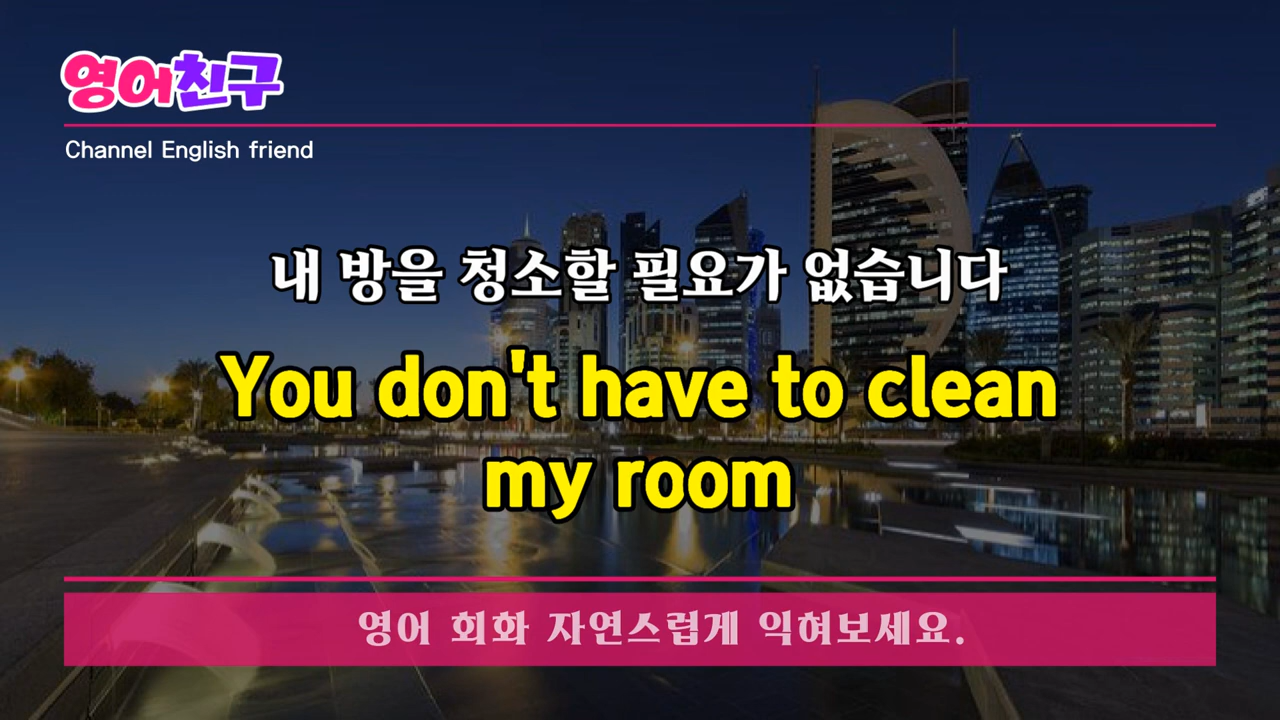 영어친구
Channel English friend
내 방을 청소할 필요가 없습니다
You don't have to clean
my room
영어 회화 자연스럽게 익혀보세요.